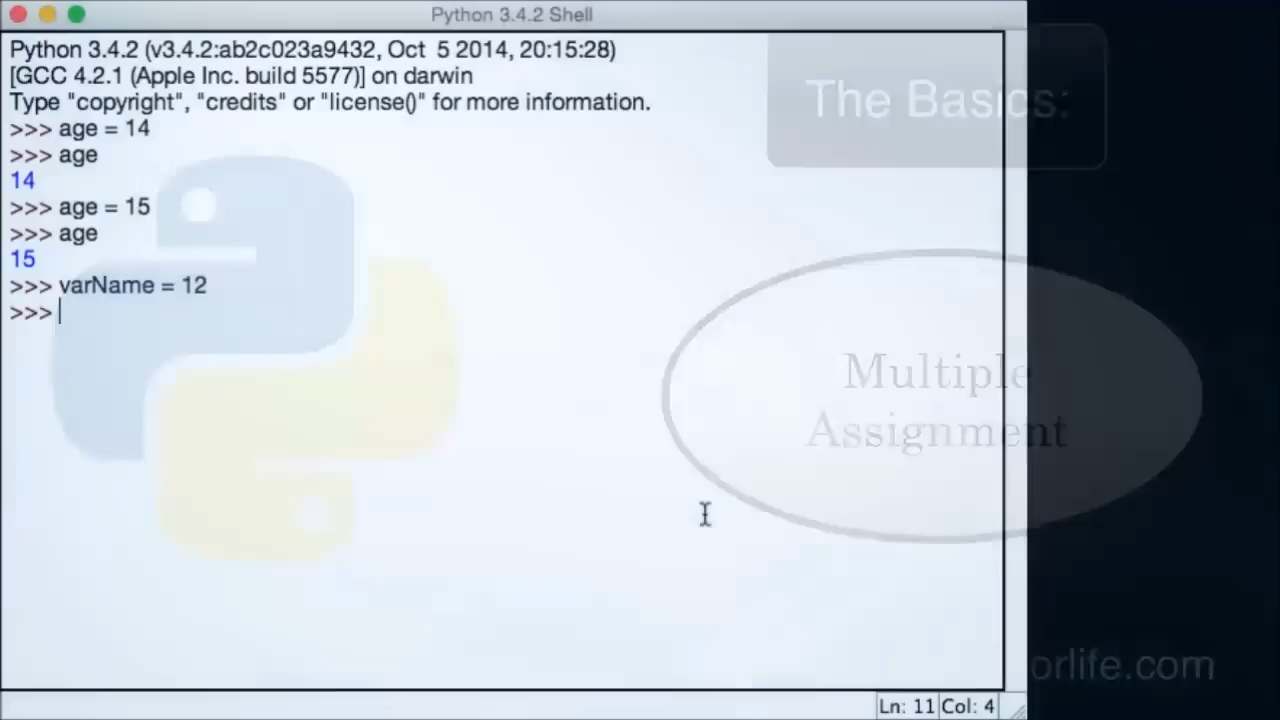 Python 3.4.2 Shell
Python 3.4.2 (v3.4.2:ab2c023a9432, Oct  5 2014, 20:15:28)
[GCC 4.2.1 (Apple Inc. build 5577)] on darwin
Type "copyright", "credits" or "license()" for more information.
>>> age = 14
>>> age
14
>>> age = 15
>>> age
15
>>> varName = 12
>>>
The Basics:
Multiple
Assignment
orlife.com
Ln: 11 Col: 4